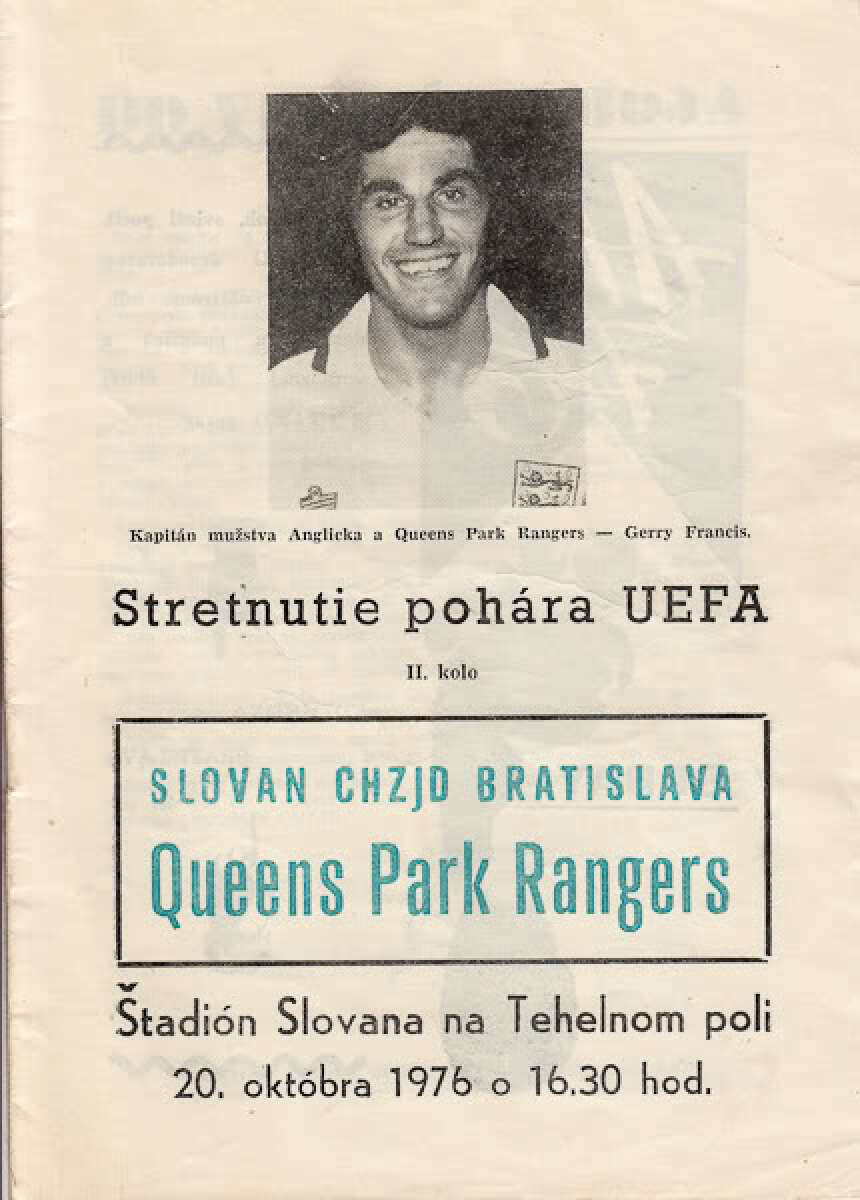 Kapitán mužstva Anglicka a Queens Park Rangers — Gerry Francis.
Stretnutie pohára UEFA
II. kolo
SLOVAN CHZJD BRATISLAVA
Queens Park Rangers
Štadión Slovana na Tehelnom poli
20. októbra 1976 o 16.30 hod.